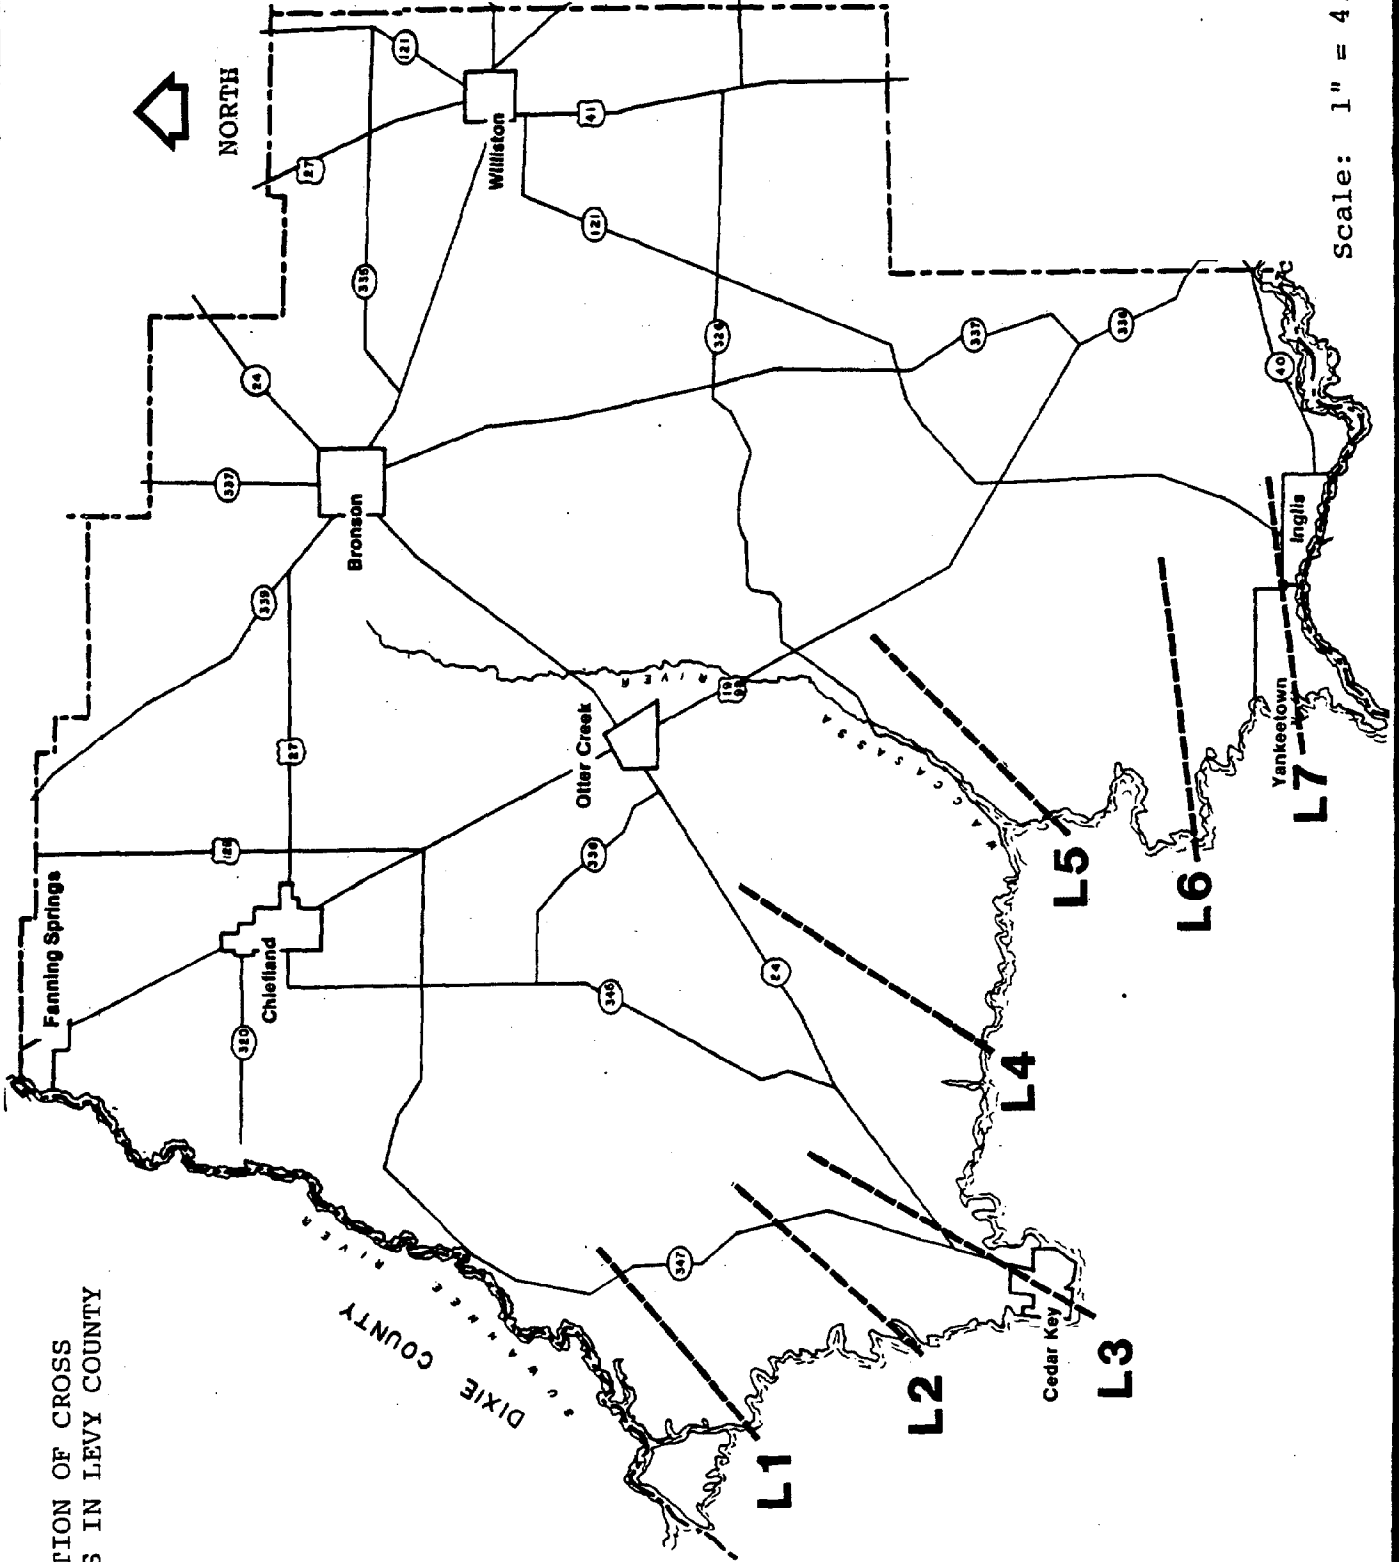 TION OF CROSS
S IN LEVY COUNTY
NORTH
Scale: 1" = 4
Fanning Springs
Chiefland
Bronson
Williston
Otter Creek
Cedar Key
Yankeetown
Inglis
DIXIE COUNTY
SUWANNEE RIVER
WACCASASSA RIVER
L1
L2
L3
L4
L5
L6
L7
27
121
335
24
337
339
27
320
41
121
326
337
336
40
19
98
345
24
347